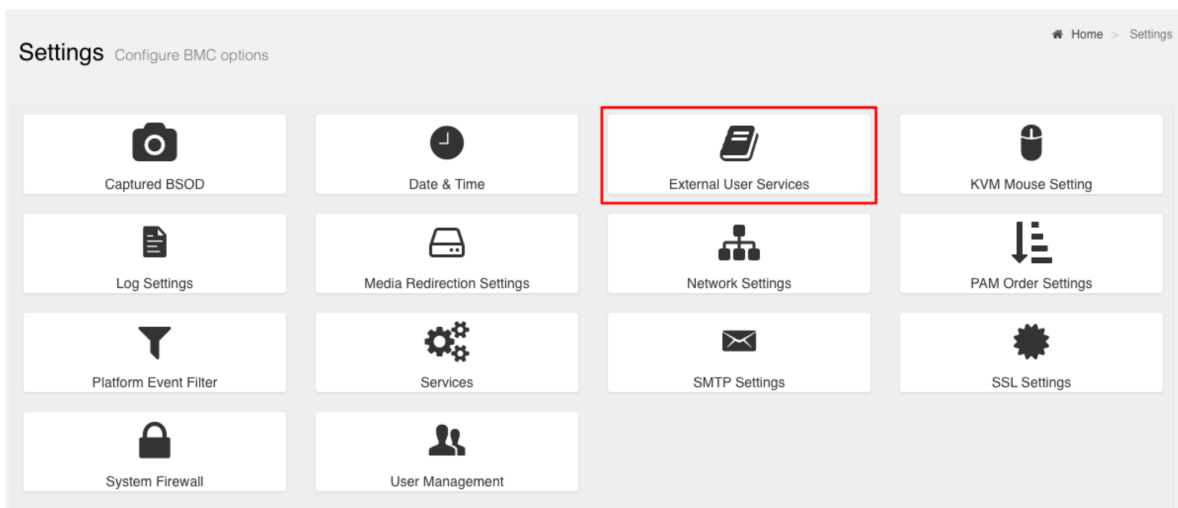 Home > Settings
Settings Configure BMC options
Captured BSOD
Date & Time
External User Services
KVM Mouse Setting
Log Settings
Media Redirection Settings
Network Settings
PAM Order Settings
Platform Event Filter
Services
SMTP Settings
SSL Settings
System Firewall
User Management